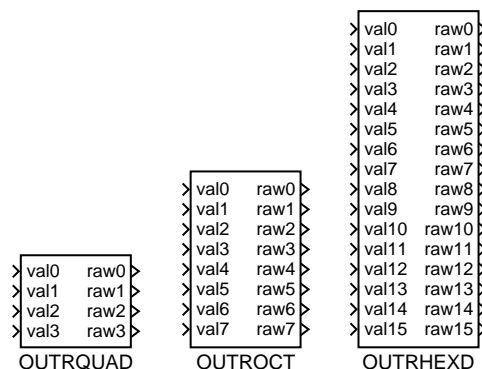 val0 raw0
val1 raw1
val2 raw2
val3 raw3
OUTRQUAD
val0 raw0
val1 raw1
val2 raw2
val3 raw3
val4 raw4
val5 raw5
val6 raw6
val7 raw7
OUTROCT
val0 raw0
val1 raw1
val2 raw2
val3 raw3
val4 raw4
val5 raw5
val6 raw6
val7 raw7
val8 raw8
val9 raw9
val10 raw10
val11 raw11
val12 raw12
val13 raw13
val14 raw14
val15 raw15
OUTRHEXD